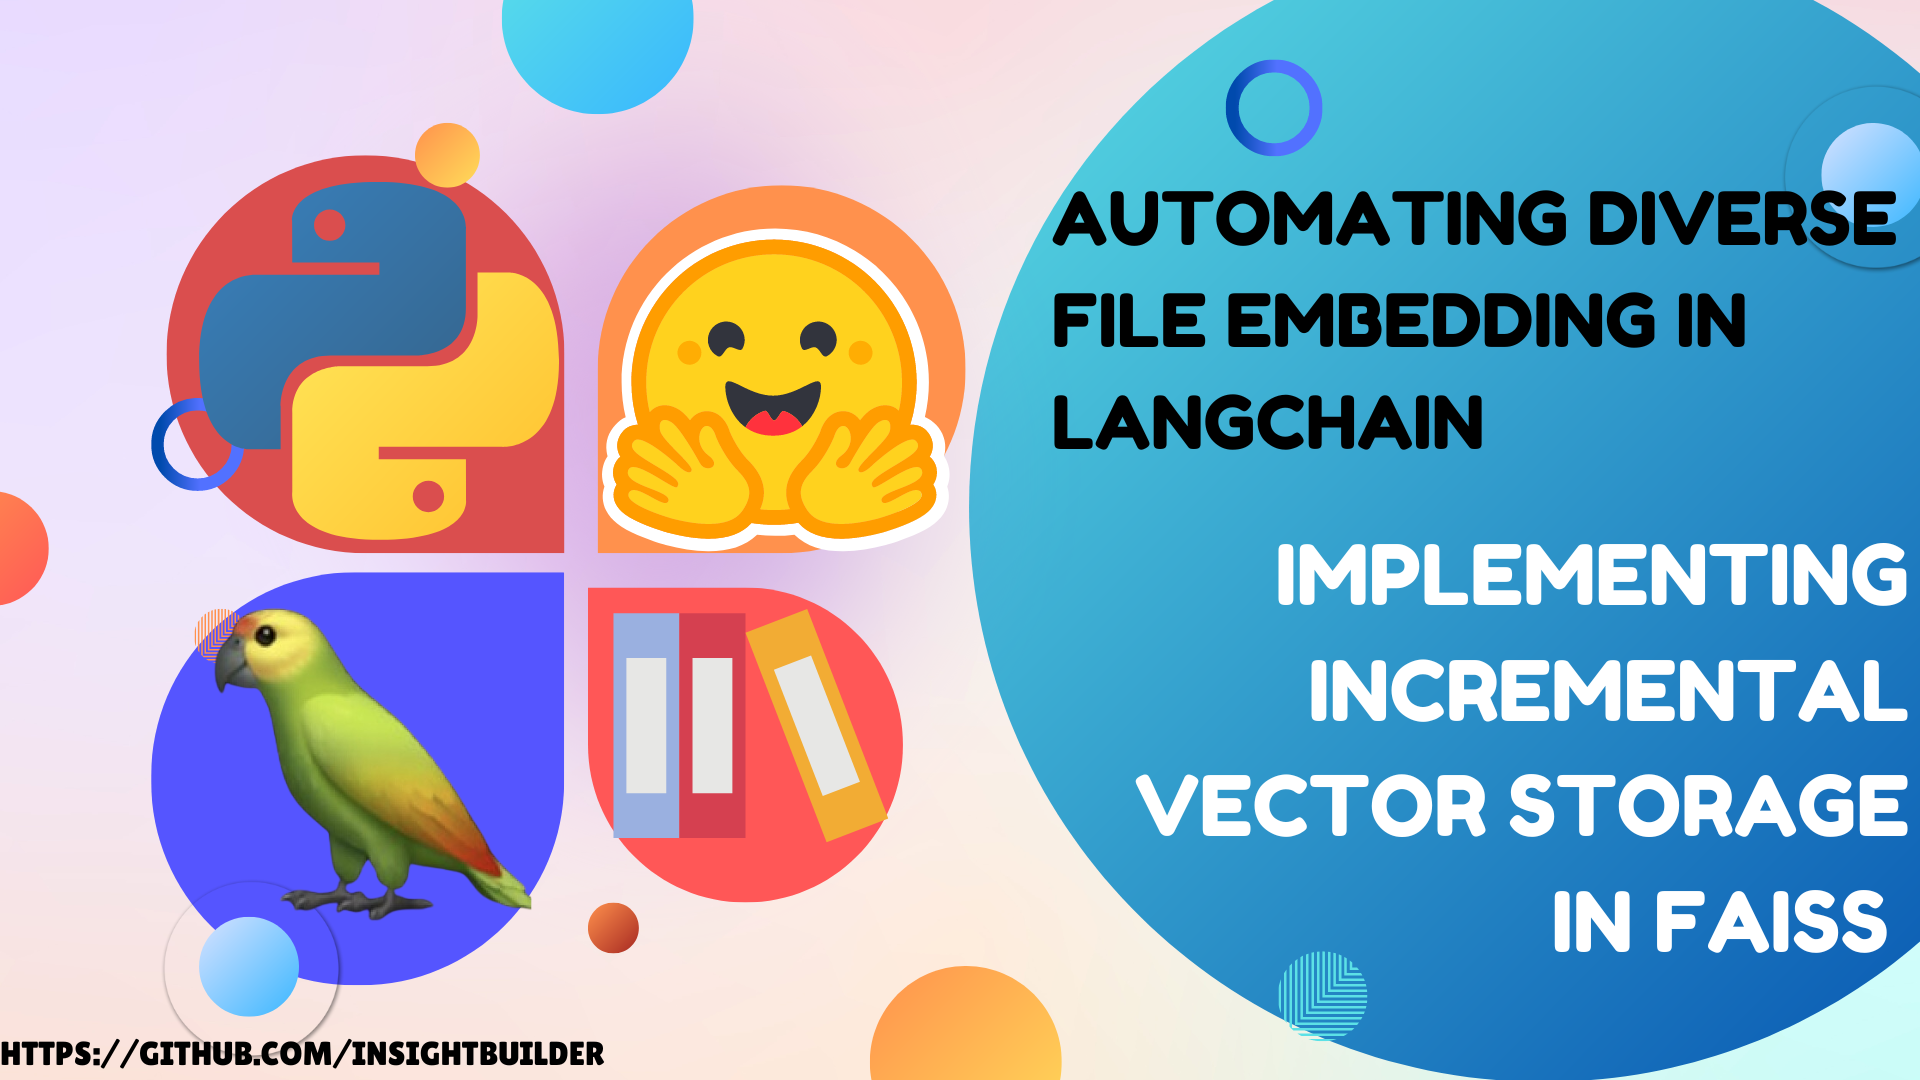 AUTOMATING DIVERSE
FILE EMBEDDING IN
LANGCHAIN
IMPLEMENTING
INCREMENTAL
VECTOR STORAGE
IN FAISS
HTTPS://GITHUB.COM/INSIGHTBUILDER